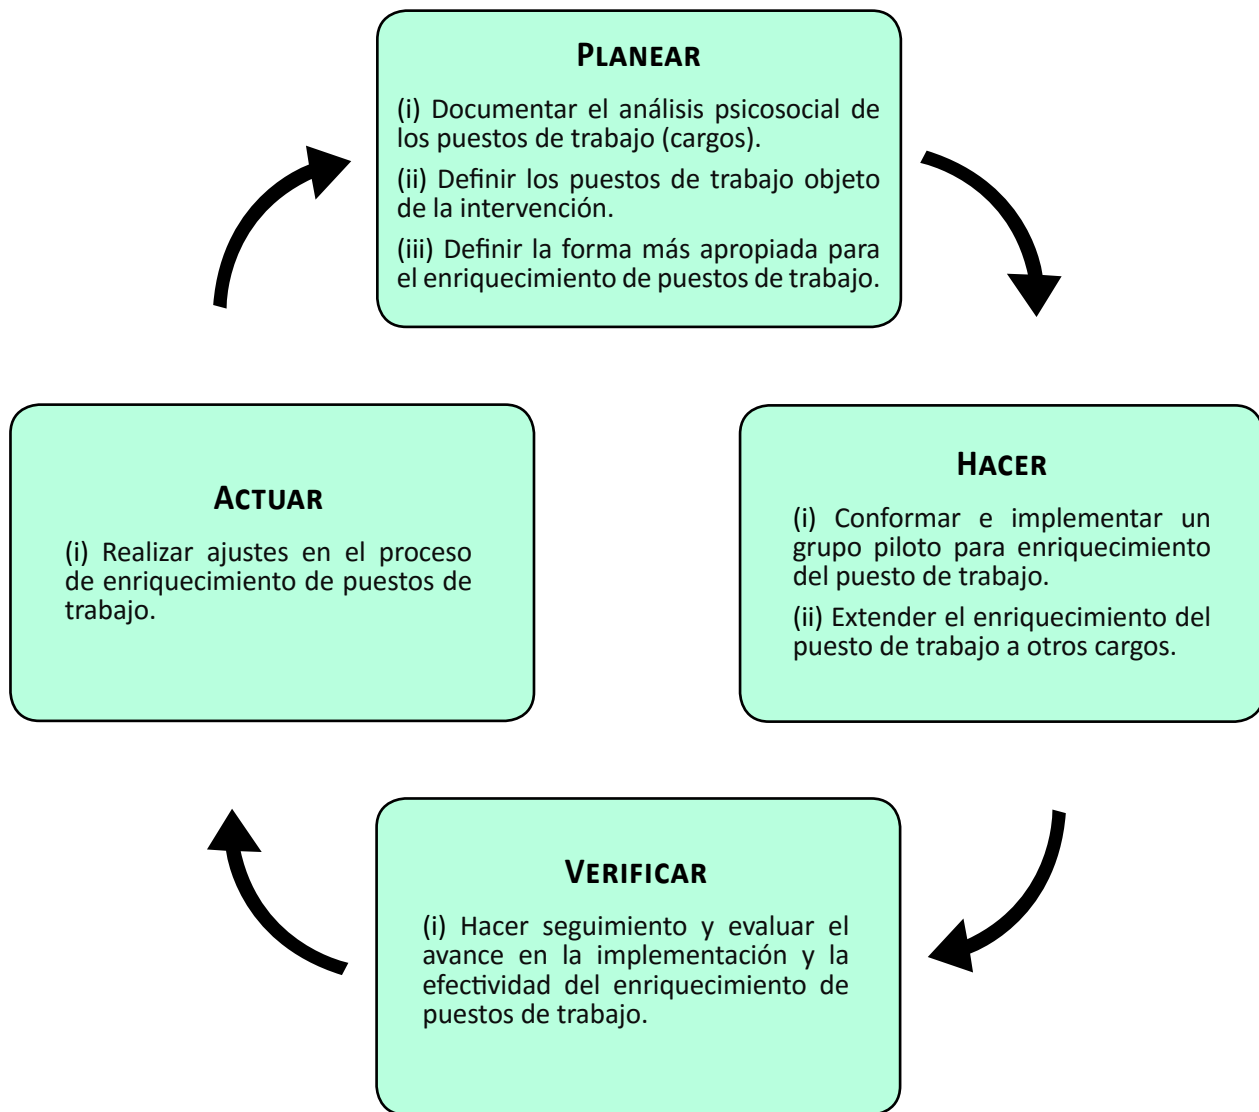 PLANEAR
(i) Documentar el análisis psicosocial de
los puestos de trabajo (cargos).
(ii) Definir los puestos de trabajo objeto
de la intervención.
(iii) Definir la forma más apropiada para
el enriquecimiento de puestos de trabajo.
HACER
(i) Conformar e implementar un
grupo piloto para enriquecimiento
del puesto de trabajo.
(ii) Extender el enriquecimiento del
puesto de trabajo a otros cargos.
VERIFICAR
(i) Hacer seguimiento y evaluar el
avance en la implementación y la
efectividad del enriquecimiento de
puestos de trabajo.
ACTUAR
(i) Realizar ajustes en el proceso
de enriquecimiento de puestos de
trabajo.